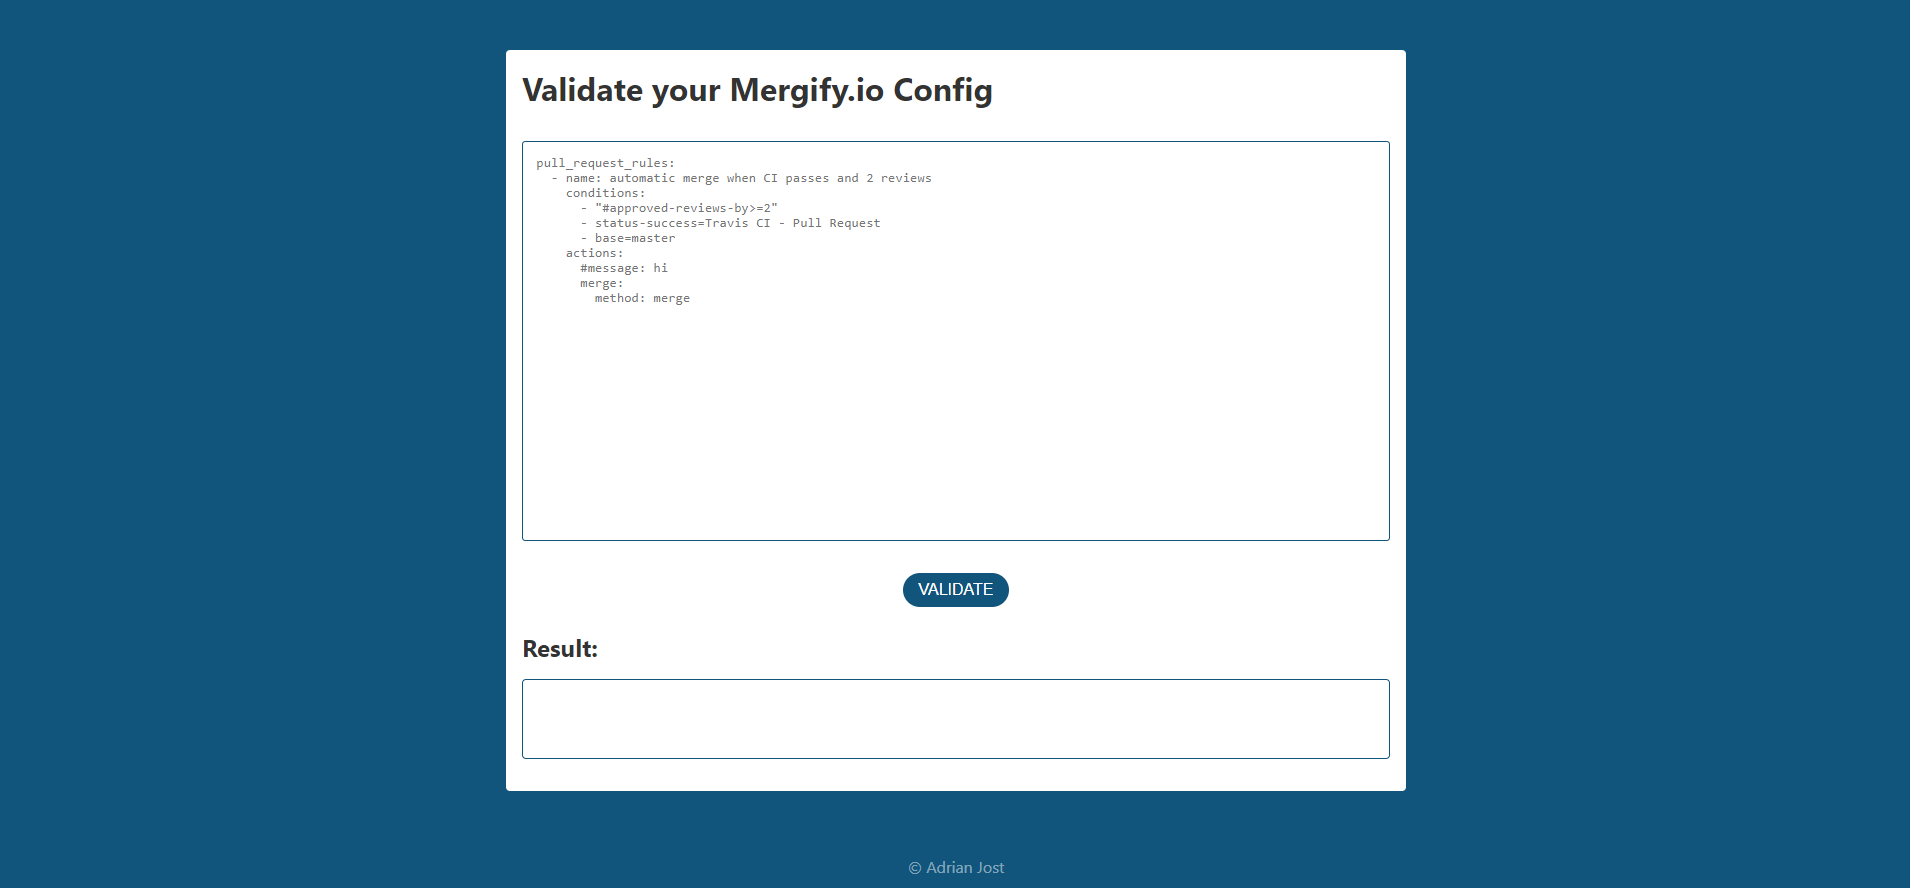 Validate your Mergify.io Config
pull_request_rules:
  - name: automatic merge when CI passes and 2 reviews
    conditions:
      - "#approved-reviews-by>=2"
      - status-success=Travis CI - Pull Request
      - base=master
    actions:
      #message: hi
      merge:
        method: merge
VALIDATE
Result:
© Adrian Jost